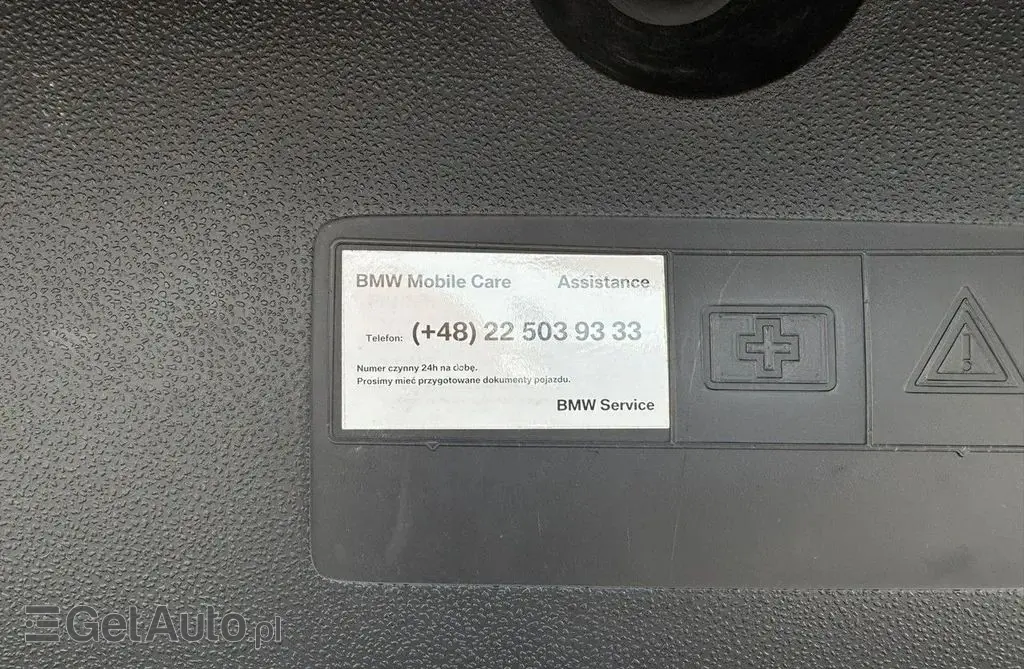 BMW Mobile Care Assistance
Telefon: (+48) 22 503 93 33
Numer czynny 24h na dobę.
Prosimy mieć przygotowane dokumenty pojazdu.
BMW Service
GetAuto.pl